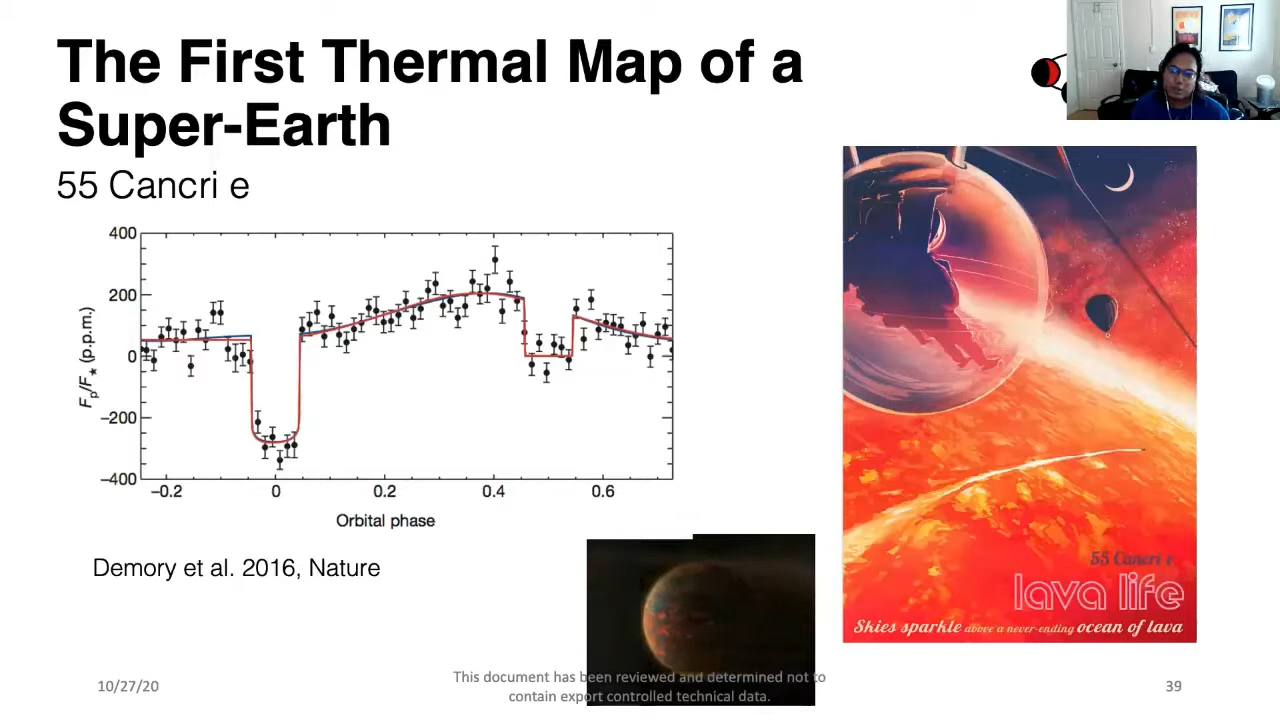 The First Thermal Map of a
Super-Earth
55 Cancri e
400
200
0
−200
−400
Fp/F★ (p.p.m.)
−0.2
0
0.2
0.4
0.6
Orbital phase
Demory et al. 2016, Nature
55 Cancri e
lava life
Skies sparkle above a never-ending ocean of lava
10/27/20
This document has been reviewed and determined not to
contain export controlled technical data.
39